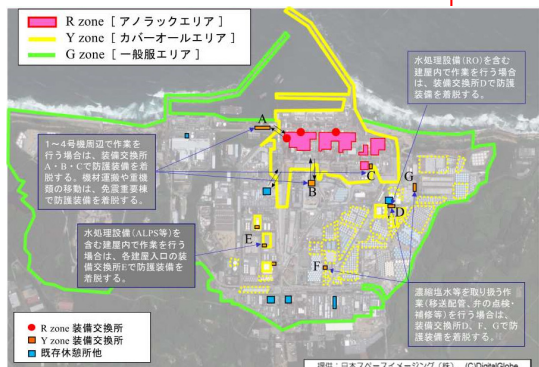 R zone [ アノラックエリア ]
Y zone [ カバーオールエリア ]
G zone [ 一般服エリア ]
水処理設備(RO)を含む
建屋内で作業を行う場合
は、装備交換所Dで防護
装備を着脱する。
A
1～4号機周辺で作業を
行う場合は、装備交換所
A・B・Cで防護装備を着
脱する。機材運搬や重機
類の移動は、免震重要棟
で防護装備を着脱する。
C
B
G
D
水処理設備(ALPS等)を
含む建屋内で作業を行う
場合は、各建屋入口の装
備交換所Eで防護装備を
着脱する。
E
F
濃縮塩水等を取り扱う作
業(移送配管、弁の点検・
補修等)を行う場合は、
装備交換所D、F、Gで防
護装備を着脱する。
R zone 装備交換所
Y zone 装備交換所
既存休憩所他
提供：日本スペースイメージング（株）、(C)DigitalGlobe